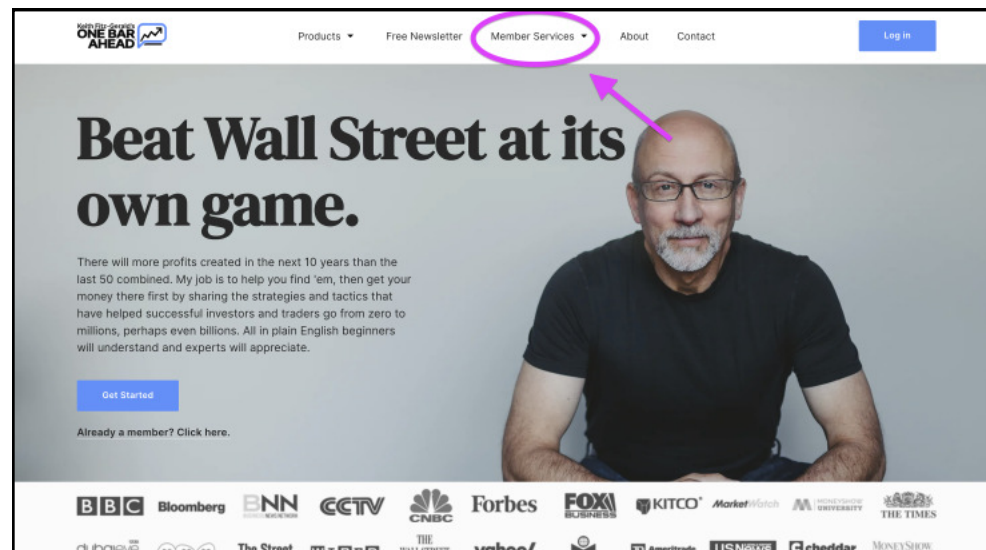 Keith Fitz-Gerald's
ONE BAR
AHEAD
Products
Free Newsletter
Member Services
About
Contact
Log in
Beat Wall Street at its
own game.
There will more profits created in the next 10 years than the
last 50 combined. My job is to help you find 'em, then get your
money there first by sharing the strategies and tactics that
have helped successful investors and traders go from zero to
millions, perhaps even billions. All in plain English beginners
will understand and experts will appreciate.
Get Started
Already a member? Click here.
BBC Bloomberg BNN CCTV CNBC Forbes FOX BUSINESS KITCO MarketWatch MONEYSHOW UNIVERSITY THE TIMES
The Street THE yahoo! Ameritrade cheddar MONEYSHOW